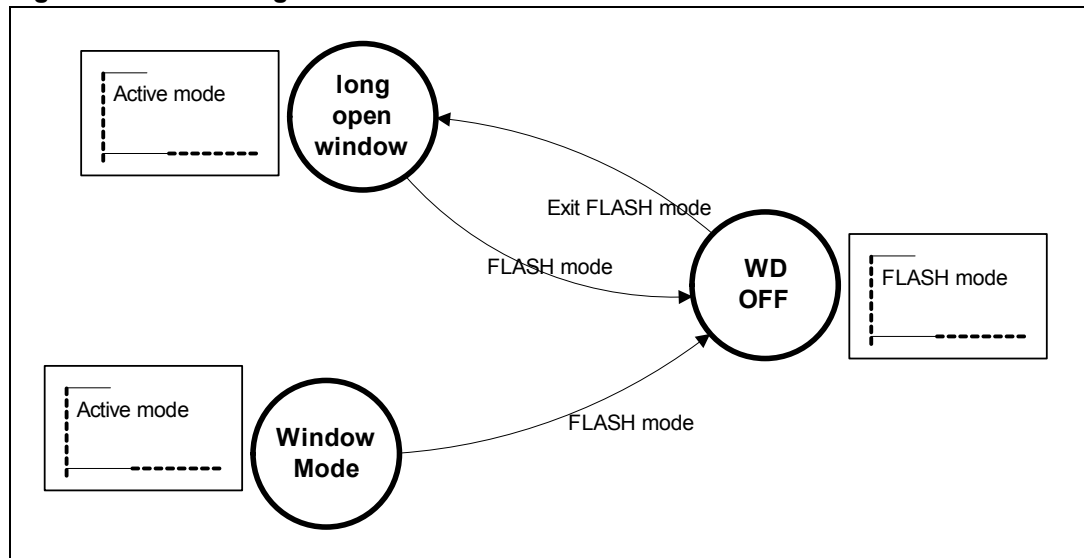 Active mode
long
open
window
Exit FLASH mode
FLASH mode
WD
OFF
FLASH mode
Active mode
Window
Mode
FLASH mode